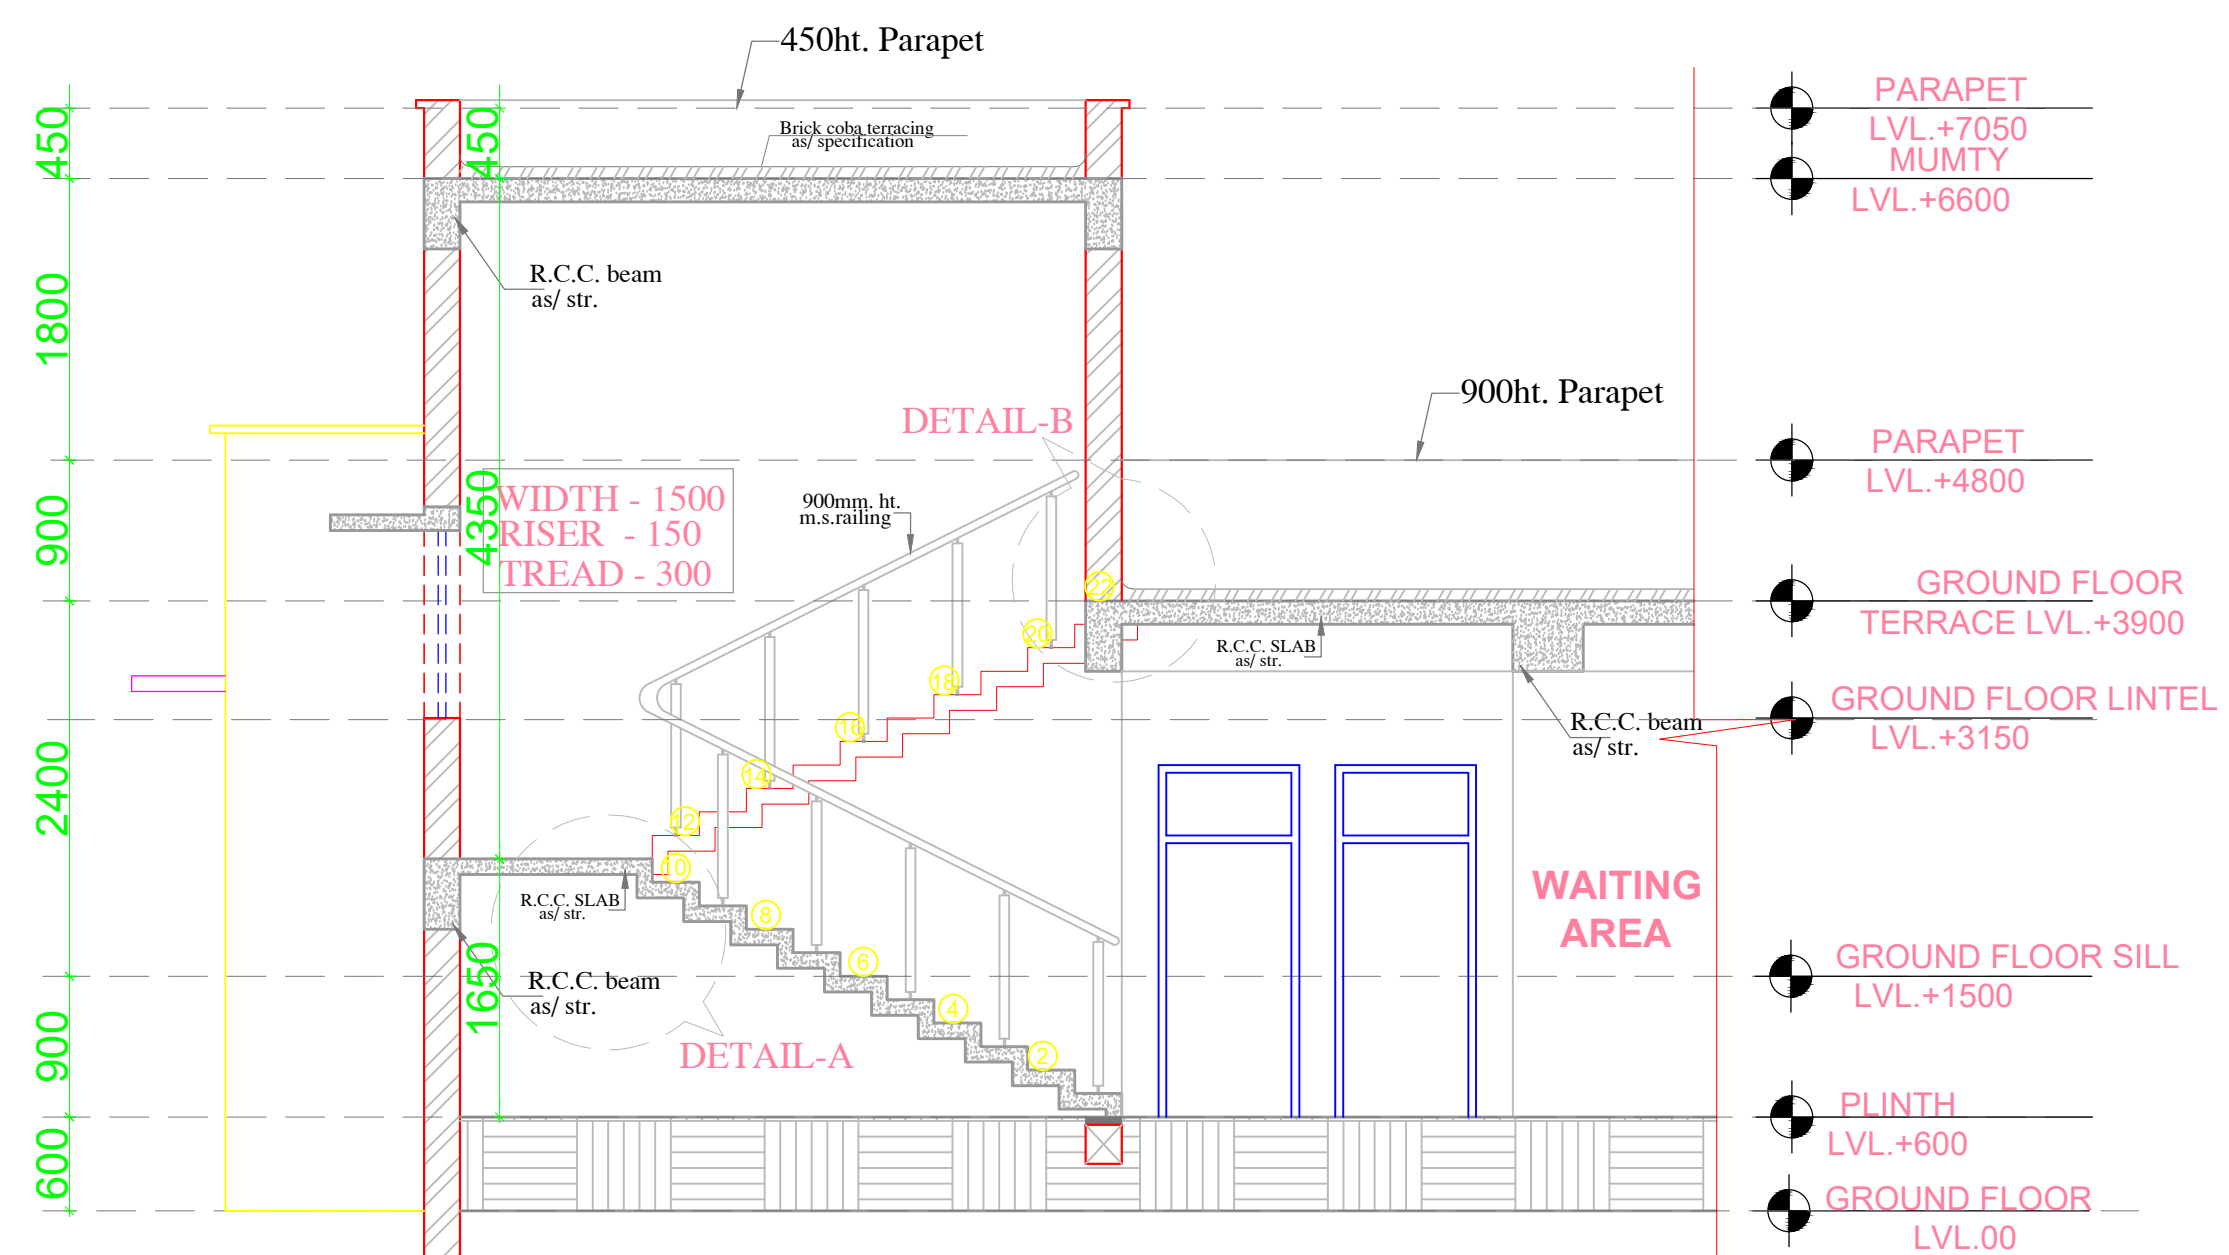 450ht. Parapet
PARAPET
LVL.+7050
450
450
Brick coba terracing
as/ specification
MUMTY
LVL.+6600
R.C.C. beam
as/ str.
1800
900ht. Parapet
DETAIL-B
PARAPET
LVL.+4800
WIDTH - 1500
RISER - 150
TREAD - 300
4350
900mm. ht.
m.s.railing
900
22
GROUND FLOOR
TERRACE LVL.+3900
20
R.C.C. SLAB
as/ str.
18
GROUND FLOOR LINTEL
LVL.+3150
16
R.C.C. beam
as/ str.
14
2400
12
10
R.C.C. SLAB
as/ str.
8
WAITING
AREA
6
GROUND FLOOR SILL
LVL.+1500
R.C.C. beam
as/ str.
1650
4
2
DETAIL-A
900
PLINTH
LVL.+600
600
GROUND FLOOR
LVL.00